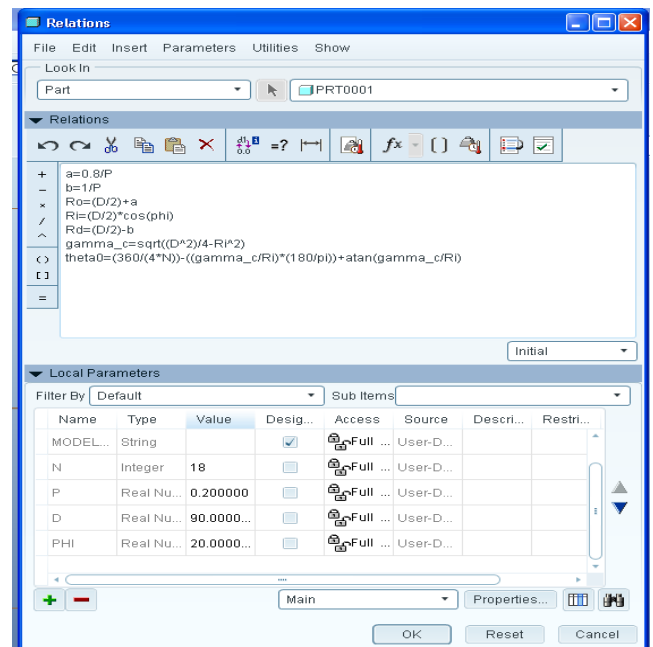 Relations
File Edit Insert Parameters Utilities Show
Look In
Part PRT0001
Relations
=?
fx [ ]
+
-
×
/
^
( )
[ ]
=
a=0.8/P
b=1/P
Ro=(D/2)+a
Ri=(D/2)*cos(phi)
Rd=(D/2)-b
gamma_c=sqrt((D^2)/4-Ri^2)
theta0=(360/(4*N))-((gamma_c/Ri)*(180/pi))+atan(gamma_c/Ri)
Initial
Local Parameters
Filter By Default Sub Items
Name Type Value Desig... Access Source Descri... Restri...
MODEL... String Full ... User-D...
N Integer 18 Full ... User-D...
P Real Nu... 0.200000 Full ... User-D...
D Real Nu... 90.0000... Full ... User-D...
PHI Real Nu... 20.0000... Full ... User-D...
Main Properties...
OK Reset Cancel